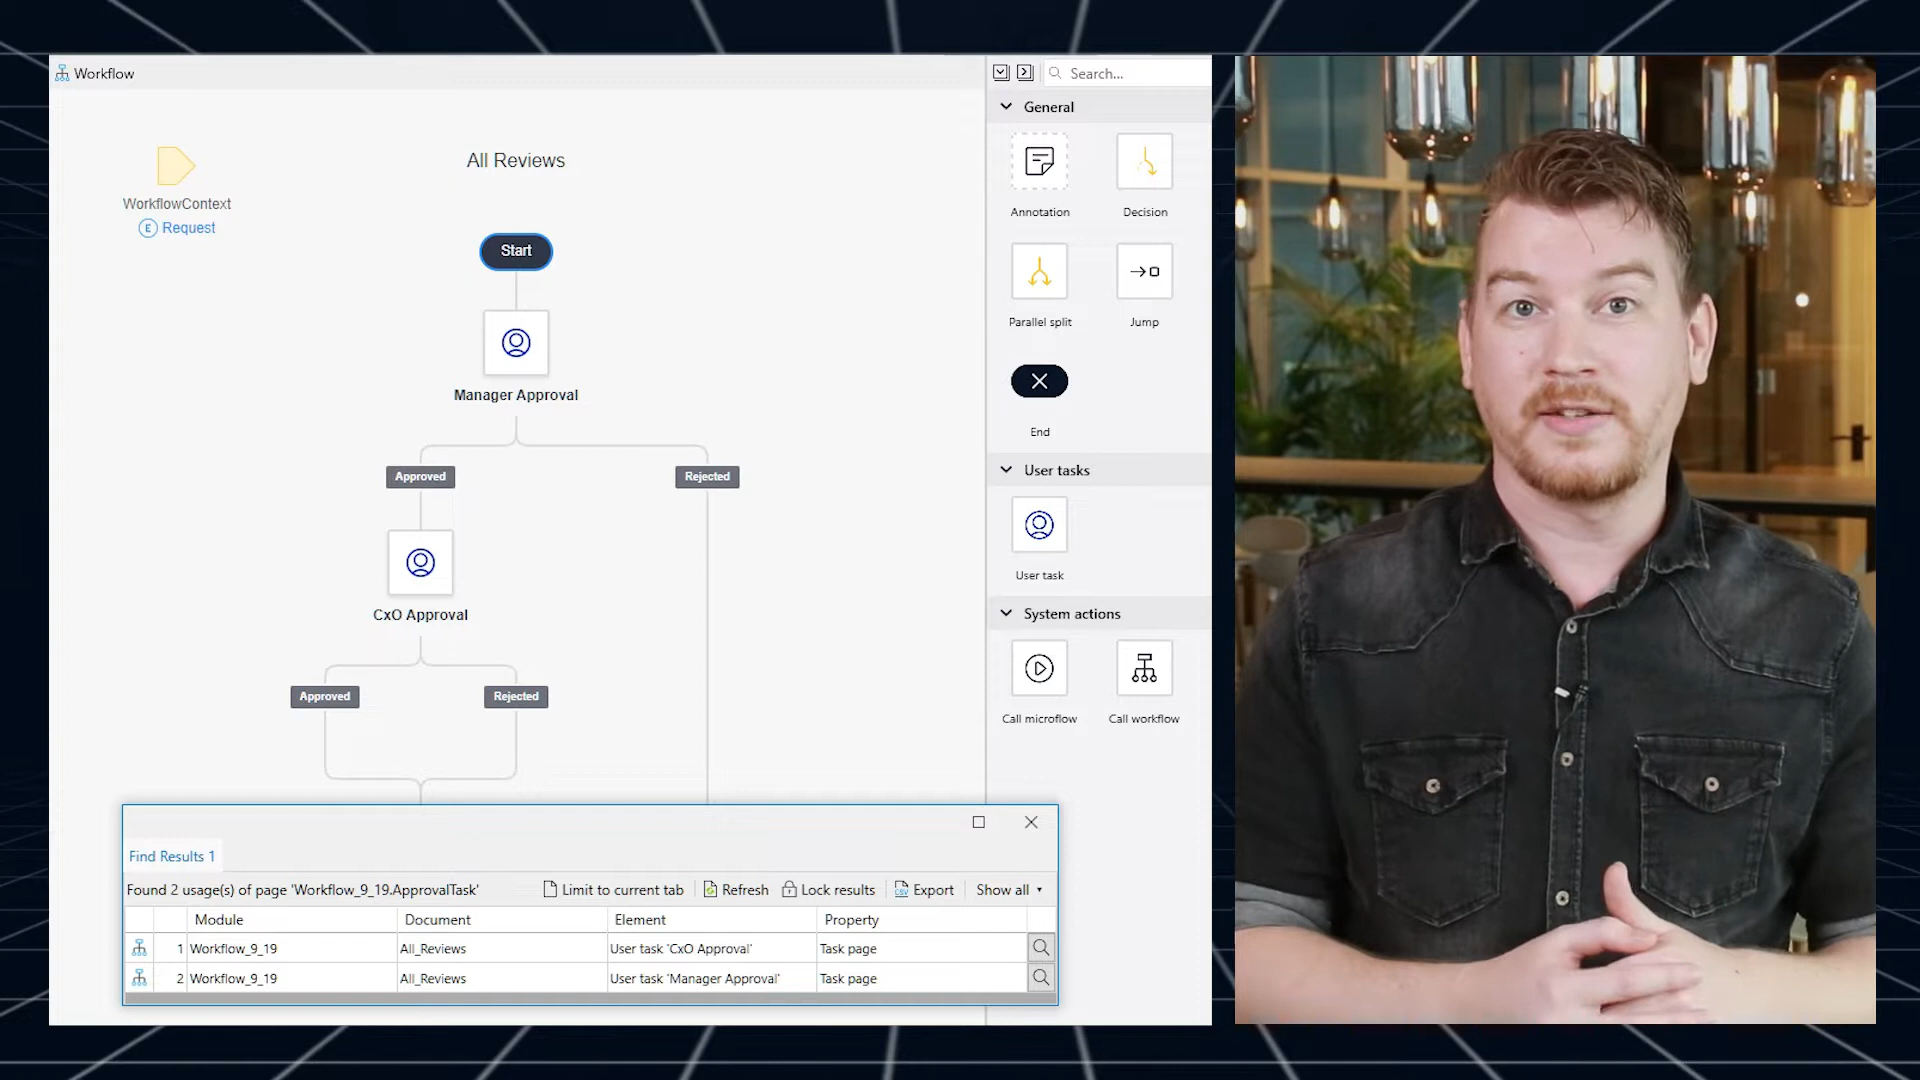 Workflow
WorkflowContext
E Request
All Reviews
Start
Manager Approval
Approved
Rejected
CxO Approval
Approved
Rejected
Search...
General
Annotation
Decision
Parallel split
Jump
End
User tasks
User task
System actions
Call microflow
Call workflow
Find Results 1
Found 2 usage(s) of page 'Workflow_9_19.ApprovalTask'
Limit to current tab
Refresh
Lock results
CSV Export
Show all
Module Document Element Property
1 Workflow_9_19 All_Reviews User task 'CxO Approval' Task page
2 Workflow_9_19 All_Reviews User task 'Manager Approval' Task page